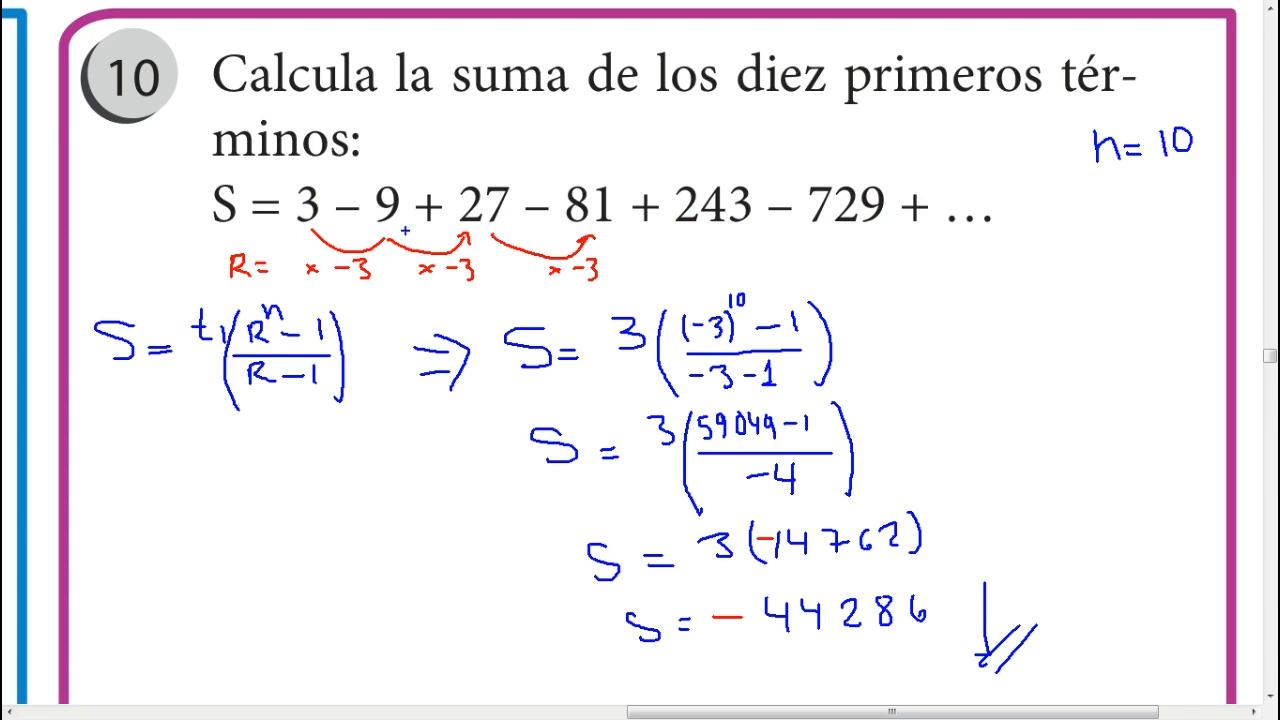 10 Calcula la suma de los diez primeros tér-
minos:
n = 10
S = 3 – 9 + 27 – 81 + 243 – 729 + …
+
R = x -3 x -3 x -3
S = t₁(Rⁿ - 1 / R - 1) ⇒ S = 3((-3)¹⁰ - 1 / -3 - 1)
S = 3(59049 - 1 / -4)
S = 3(-14762)
S = - 44286